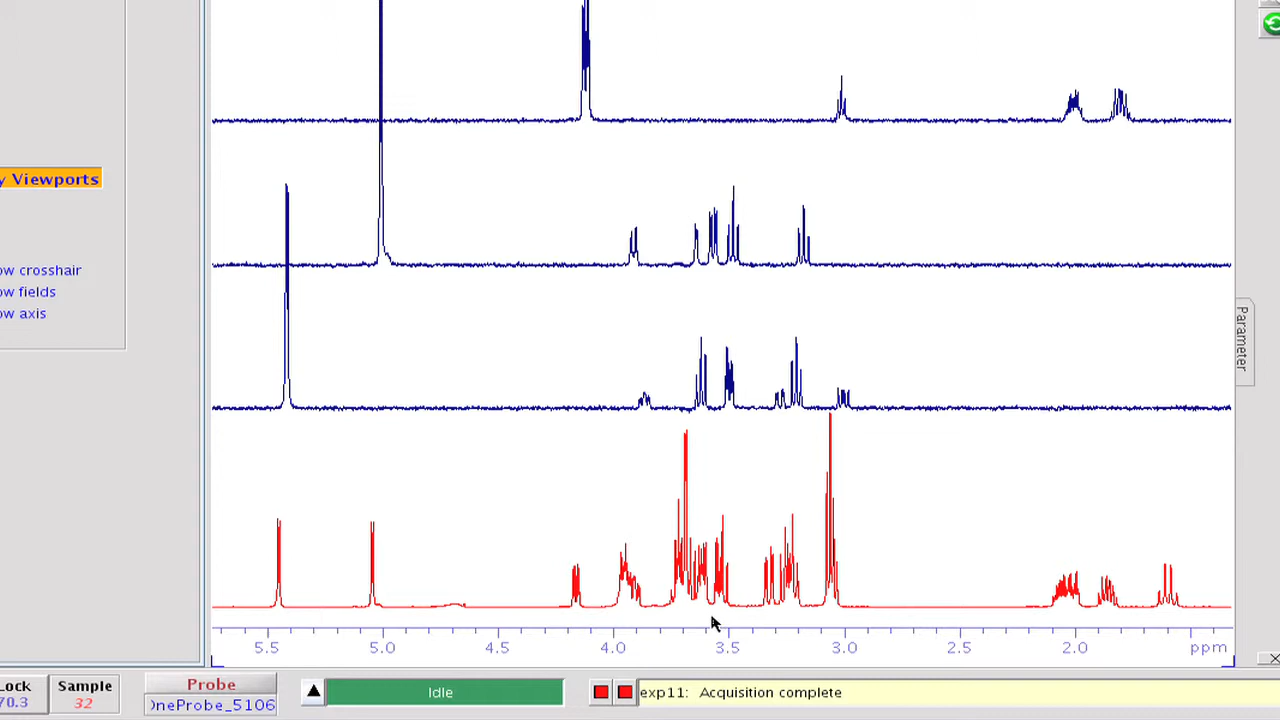 y Viewports
ow crosshair
ow fields
ow axis
Parameter
5.5 5.0 4.5 4.0 3.5 3.0 2.5 2.0 ppm
Lock Sample Probe
70.3 32 OneProbe_5106
Idle
exp11: Acquisition complete